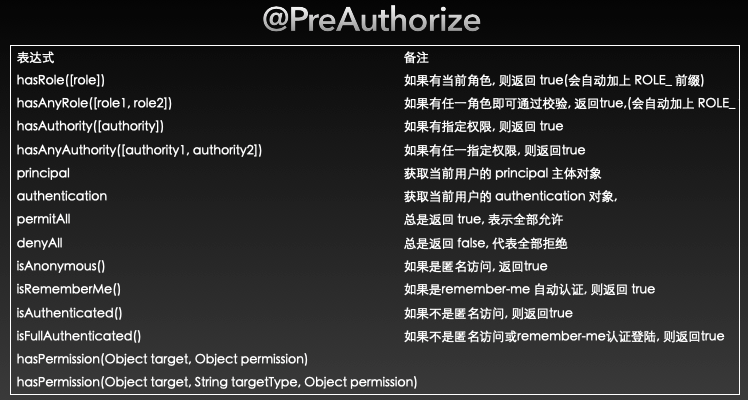 @PreAuthorize
表达式 备注
hasRole([role]) 如果有当前角色, 则返回 true(会自动加上 ROLE_ 前缀)
hasAnyRole([role1, role2]) 如果有任一角色即可通过校验, 返回true,(会自动加上 ROLE_
hasAuthority([authority]) 如果有指定权限, 则返回 true
hasAnyAuthority([authority1, authority2]) 如果有任一指定权限, 则返回true
principal 获取当前用户的 principal 主体对象
authentication 获取当前用户的 authentication 对象,
permitAll 总是返回 true, 表示全部允许
denyAll 总是返回 false, 代表全部拒绝
isAnonymous() 如果是匿名访问, 返回true
isRememberMe() 如果是remember-me 自动认证, 则返回 true
isAuthenticated() 如果不是匿名访问, 则返回true
isFullAuthenticated() 如果不是匿名访问或remember-me认证登陆, 则返回true
hasPermission(Object target, Object permission)
hasPermission(Object target, String targetType, Object permission)